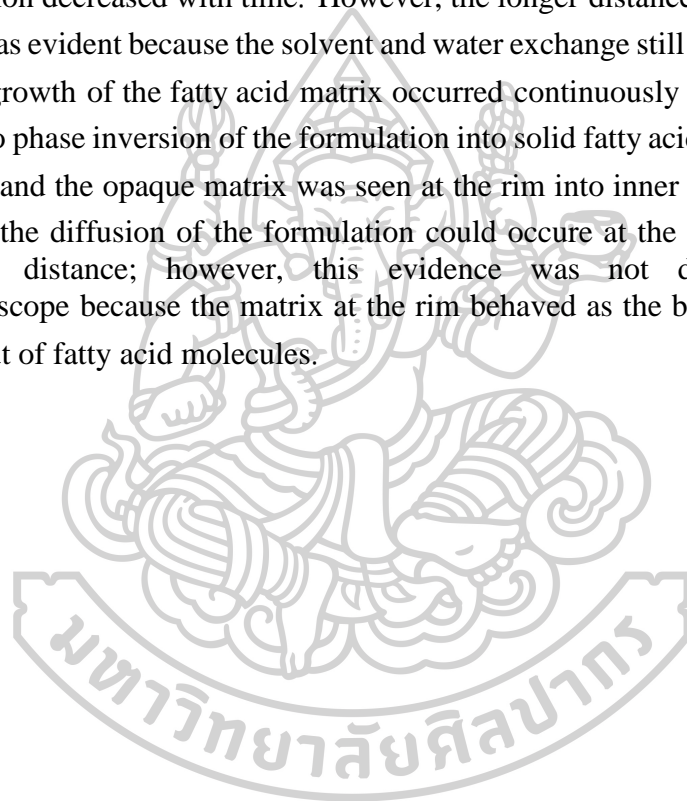 ion decreased with time. However, the longer distance
as evident because the solvent and water exchange still
growth of the fatty acid matrix occurred continuously
o phase inversion of the formulation into solid fatty acid
and the opaque matrix was seen at the rim into inner
the diffusion of the formulation could occure at the
distance; however, this evidence was not d
scope because the matrix at the rim behaved as the b
t of fatty acid molecules.
มหาวิทยาลัยศิลปากร